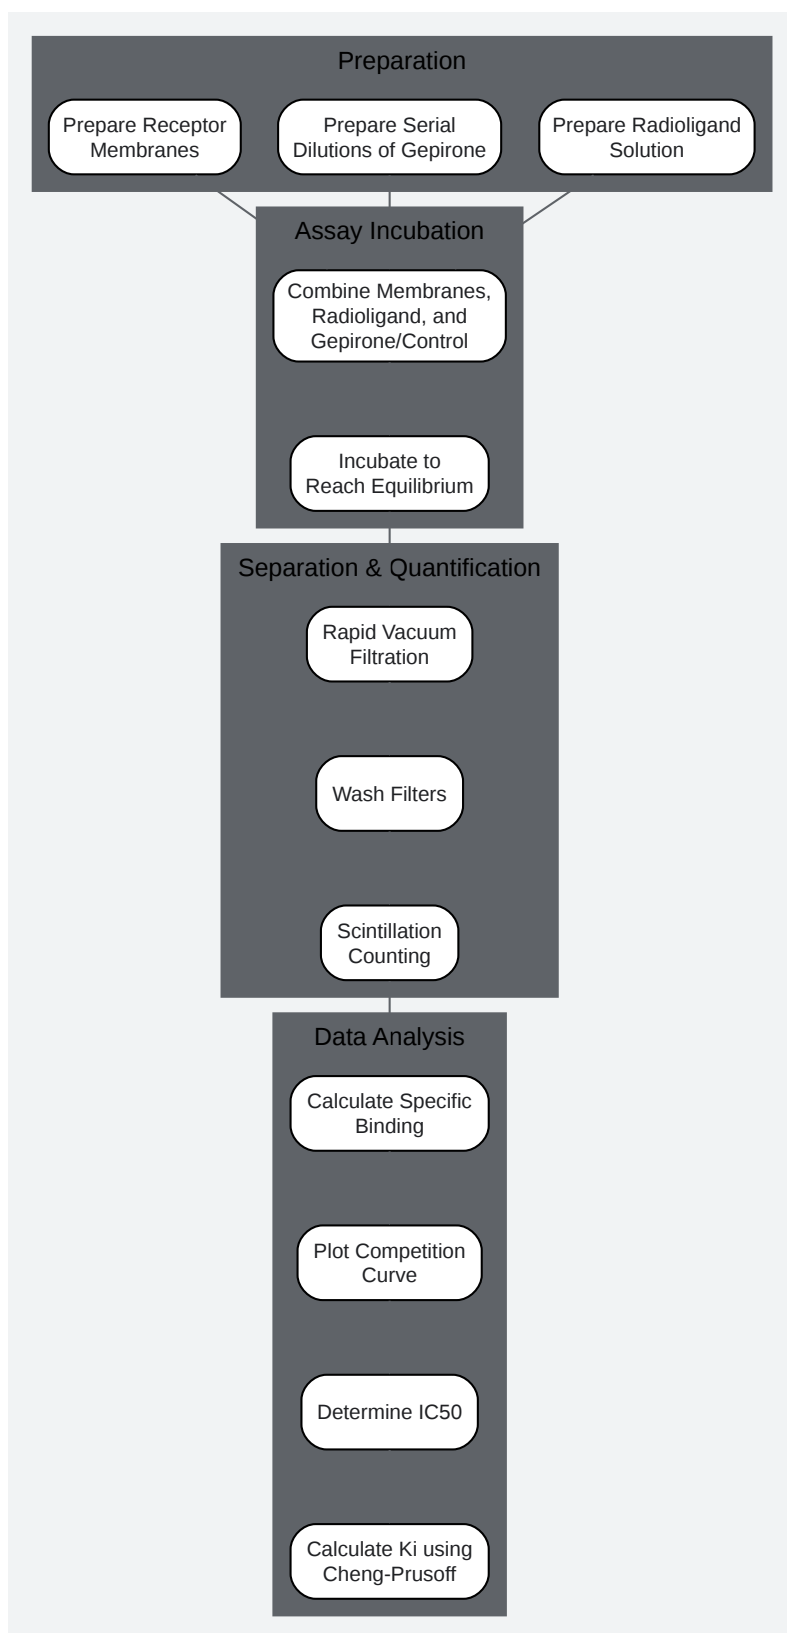 Preparation
Prepare Receptor
Membranes
Prepare Serial
Dilutions of Gepirone
Prepare Radioligand
Solution
Assay Incubation
Combine Membranes,
Radioligand, and
Gepirone/Control
Incubate to
Reach Equilibrium
Separation & Quantification
Rapid Vacuum
Filtration
Wash Filters
Scintillation
Counting
Data Analysis
Calculate Specific
Binding
Plot Competition
Curve
Determine IC50
Calculate Ki using
Cheng-Prusoff